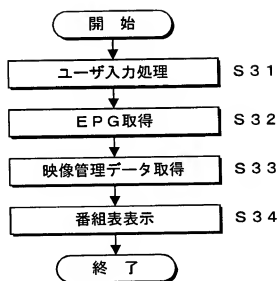 開 始
ユーザ入力処理 S31
EPG取得 S32
映像管理データ取得 S33
番組表表示 S34
終 了